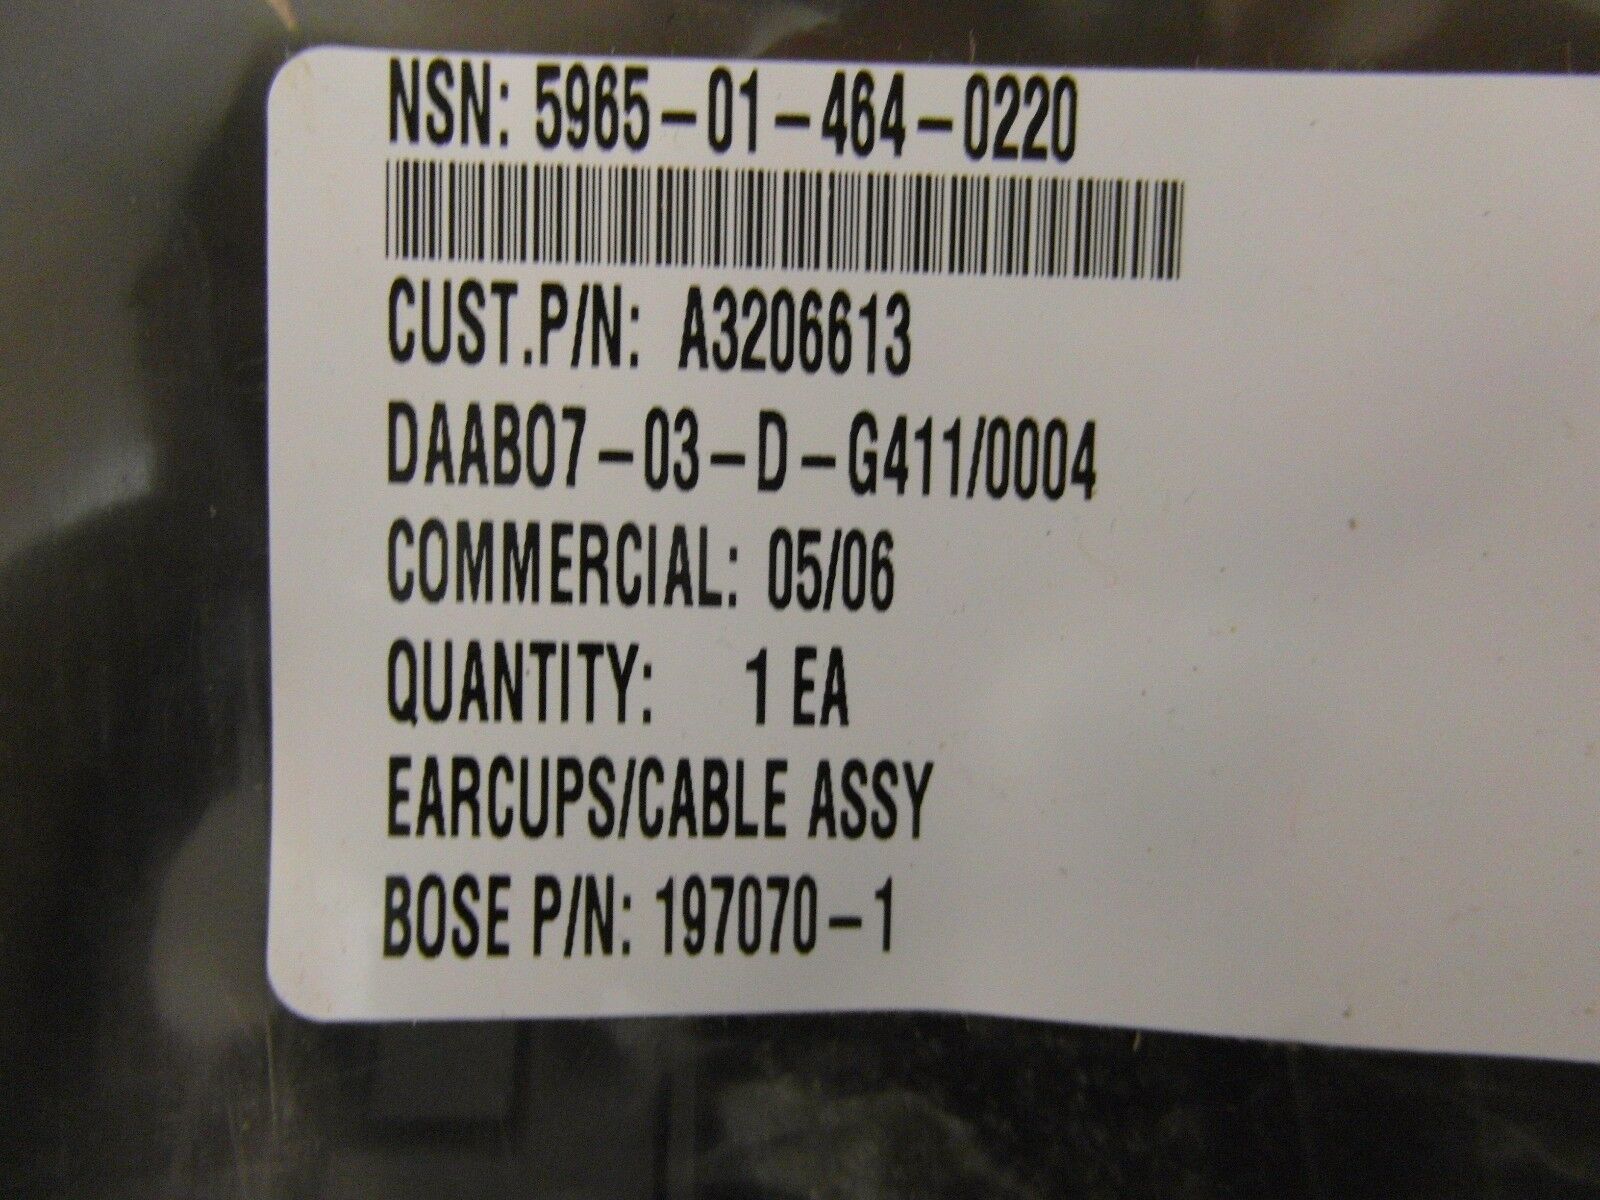 NSN: 5965-01-464-0220
CUST.P/N: A3206613
DAABO7-03-D-G411/0004
COMMERCIAL: 05/06
QUANTITY: 1 EA
EARCUPS/CABLE ASSY
BOSE P/N: 197070-1